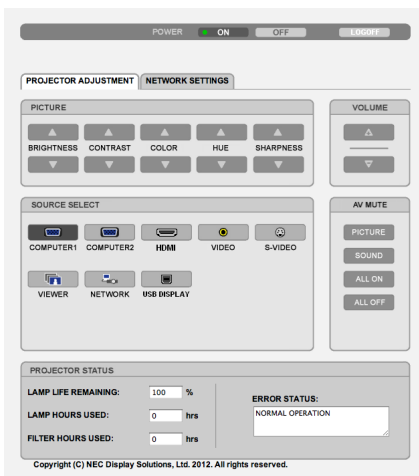 POWER ON OFF LOGOFF
PROJECTOR ADJUSTMENT NETWORK SETTINGS
PICTURE VOLUME
BRIGHTNESS CONTRAST COLOR HUE SHARPNESS
SOURCE SELECT AV MUTE
PICTURE
COMPUTER1 COMPUTER2 HDMI VIDEO S-VIDEO
SOUND
ALL ON
VIEWER NETWORK USB DISPLAY
ALL OFF
PROJECTOR STATUS
LAMP LIFE REMAINING: 100 %
ERROR STATUS:
LAMP HOURS USED: 0 hrs
NORMAL OPERATION
FILTER HOURS USED: 0 hrs
Copyright (C) NEC Display Solutions, Ltd. 2012. All rights reserved.